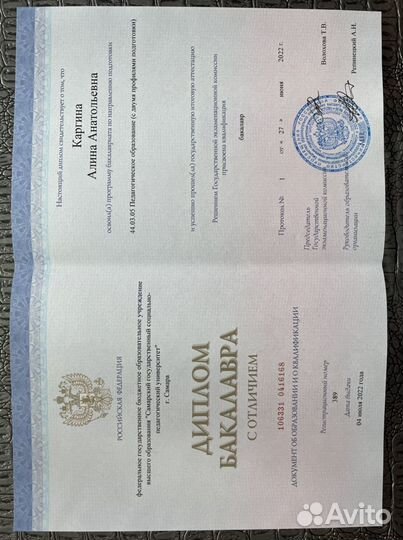 РОССИЙСКАЯ ФЕДЕРАЦИЯ
федеральное государственное бюджетное образовательное учреждение
высшего образования "Самарский государственный социально-
педагогический университет"
г. Самара
ДИПЛОМ
БАКАЛАВРА
С ОТЛИЧИЕМ
106331 0416168
ДОКУМЕНТ ОБ ОБРАЗОВАНИИ И О КВАЛИФИКАЦИИ
Регистрационный номер
389
Дата выдачи
04 июля 2022 года
Настоящий диплом свидетельствует о том, что
Каргина
Алина Анатольевна
освоил(а) программу бакалавриата по направлению подготовки
44.03.05 Педагогическое образование (с двумя профилями подготовки)
и успешно прошел(ла) государственную итоговую аттестацию
Решением Государственной экзаменационной комиссии
присвоена квалификация
бакалавр
Протокол № 1 от « 27 » июня 2022 г.
Председатель
Государственной
экзаменационной комиссии
Волохова Т.В.
Руководитель образовательной
организации
Репинецкий А.И.
Avito